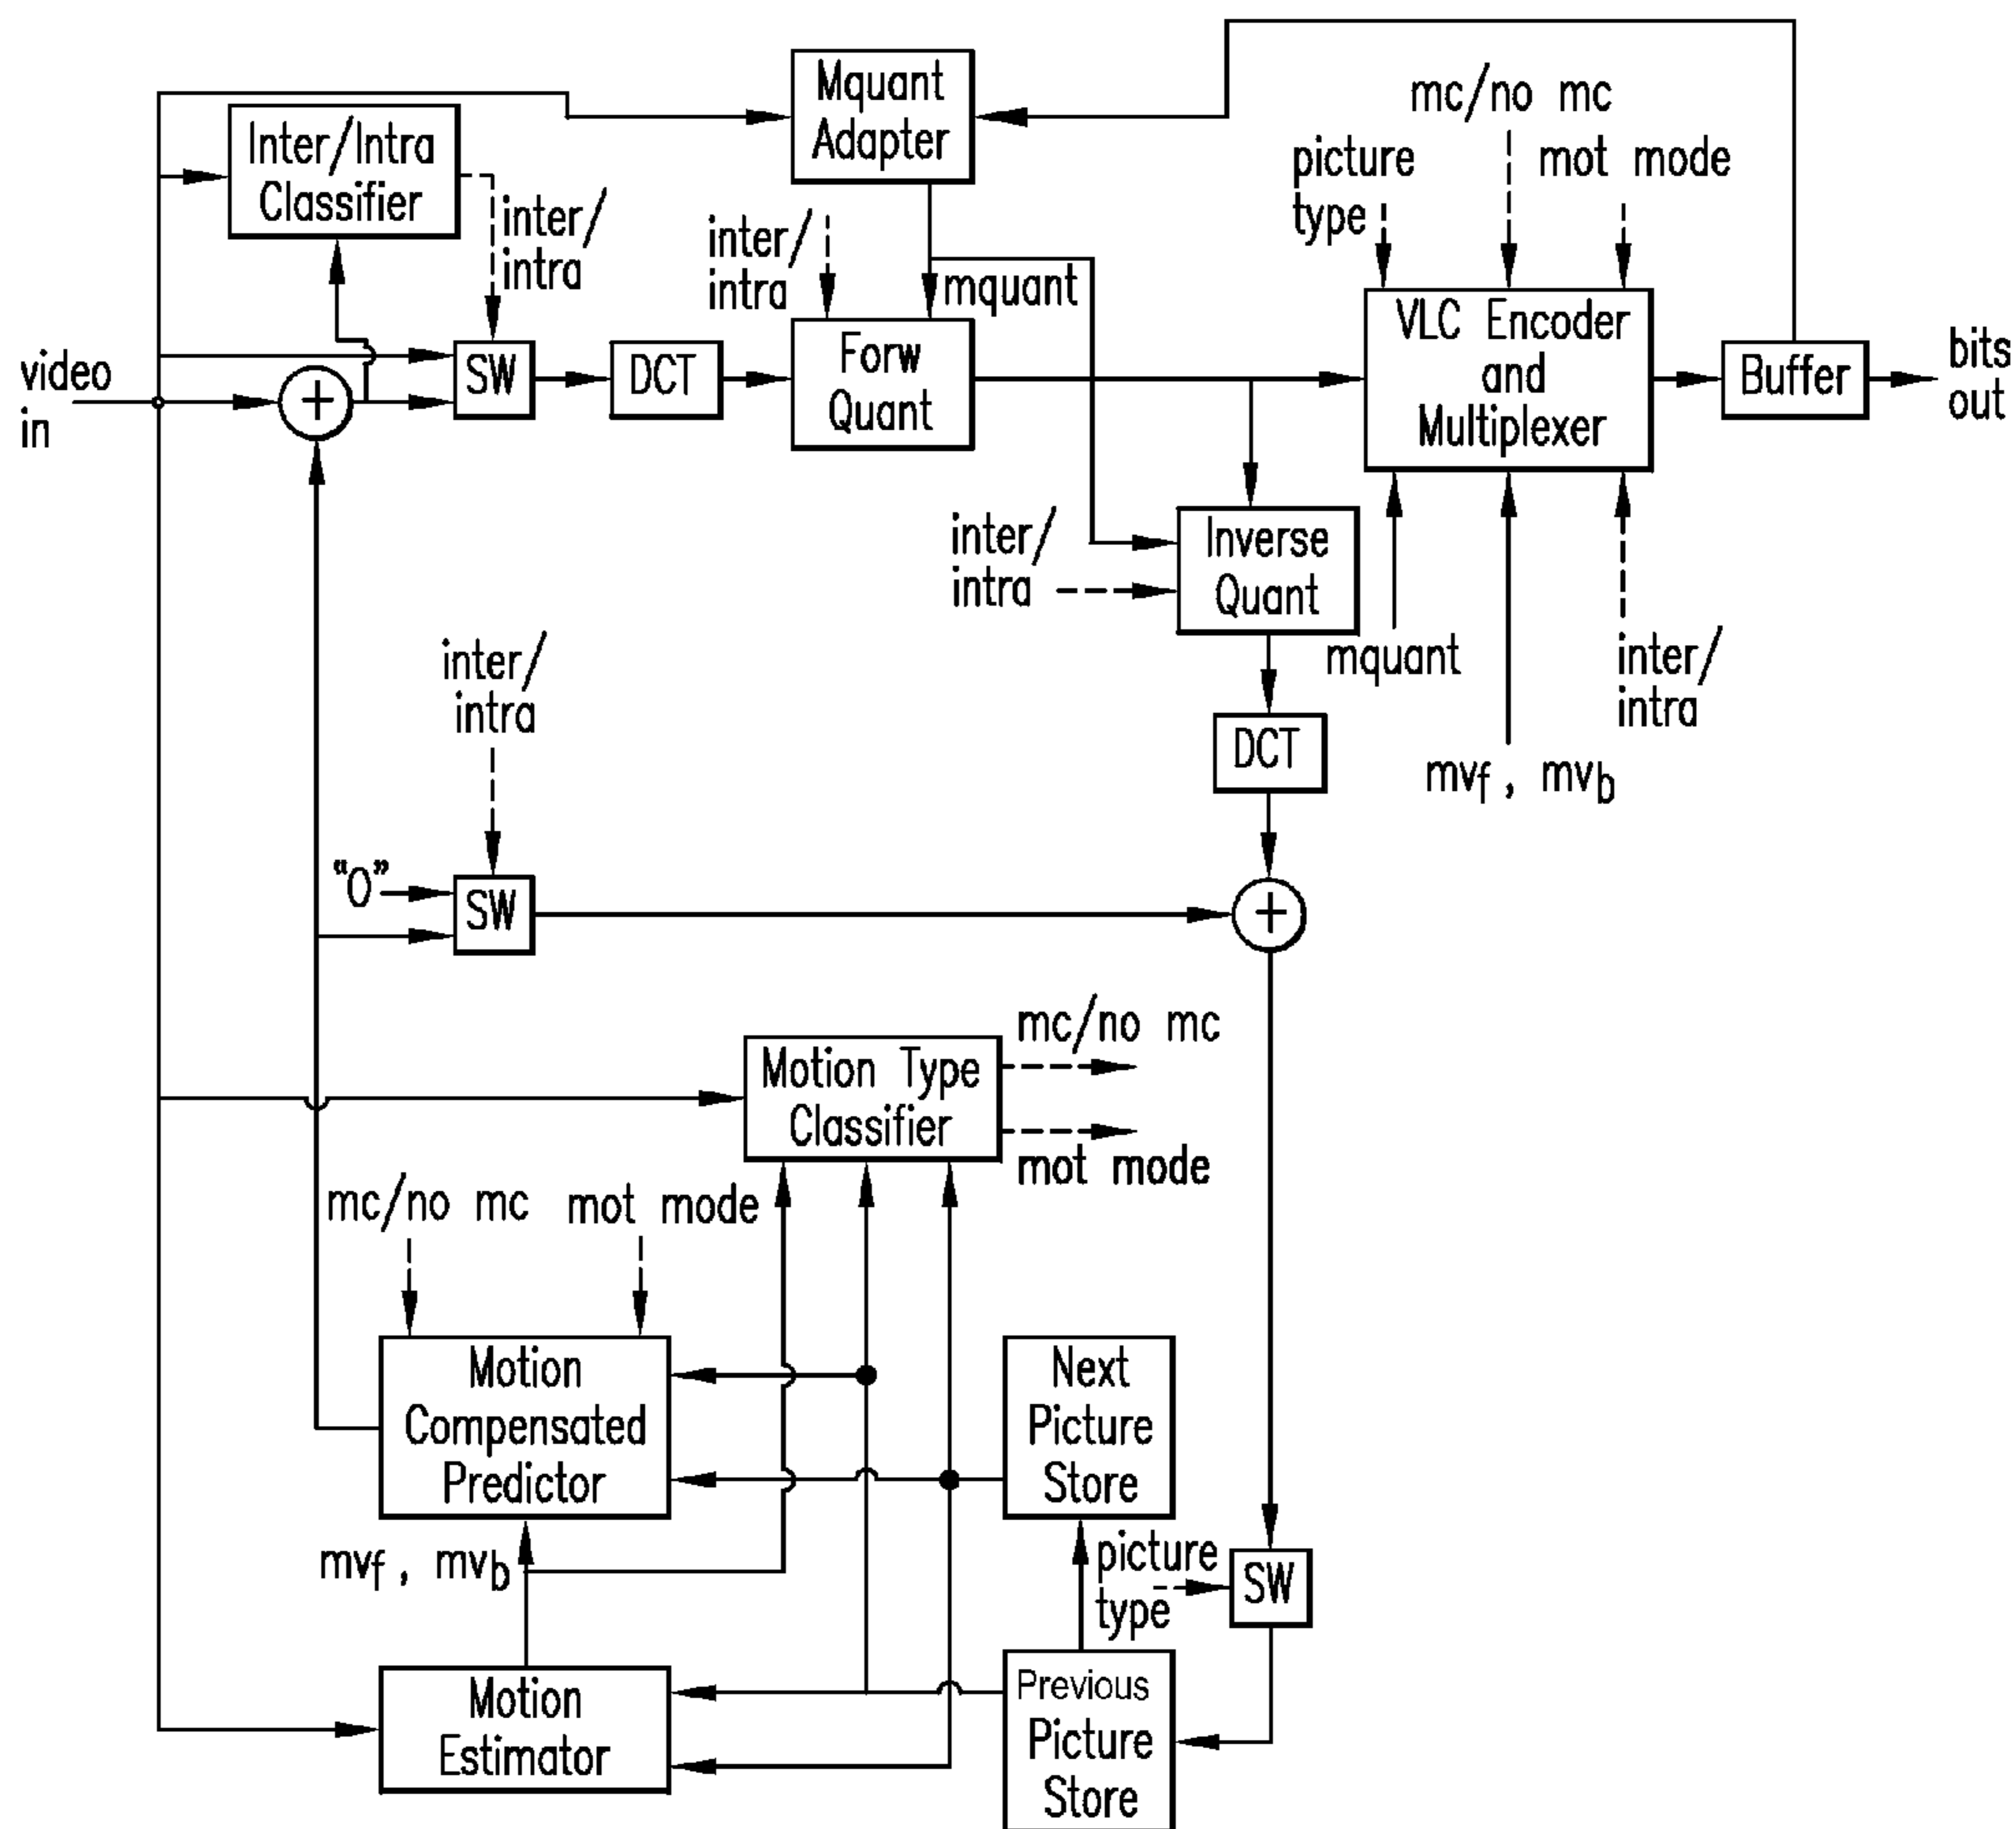 Mquant
Adapter
mc/no mc
picture
type
mot mode
Inter/Intra
Classifier
inter/
intra
inter/
intra
mquant
video
in
+
SW
DCT
Forw
Quant
VLC Encoder
and
Multiplexer
Buffer
bits
out
inter/
intra
Inverse
Quant
mquant
inter/
intra
mvf , mvb
inter/
intra
DCT
"0"
SW
+
Motion Type
Classifier
mc/no mc
mot mode
mc/no mc
mot mode
Motion
Compensated
Predictor
Next
Picture
Store
mvf , mvb
picture
type
SW
Motion
Estimator
Previous
Picture
Store